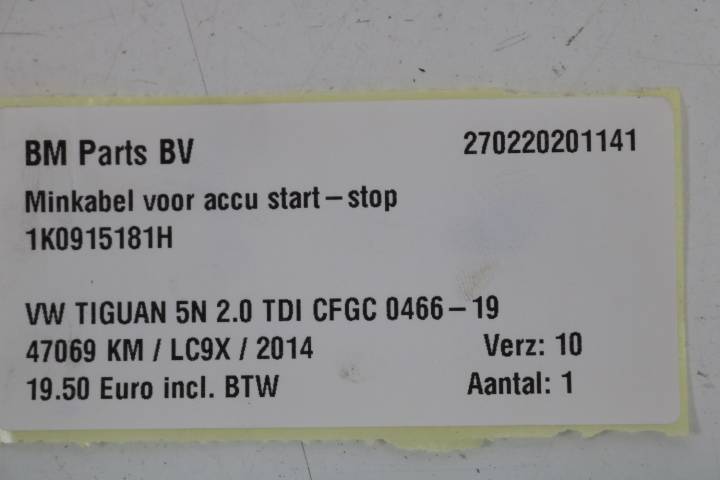 BM Parts BV 270220201141
Minkabel voor accu start-stop
1K0915181H
VW TIGUAN 5N 2.0 TDI CFGC 0466-19
47069 KM / LC9X / 2014 Verz: 10
19.50 Euro incl. BTW Aantal: 1